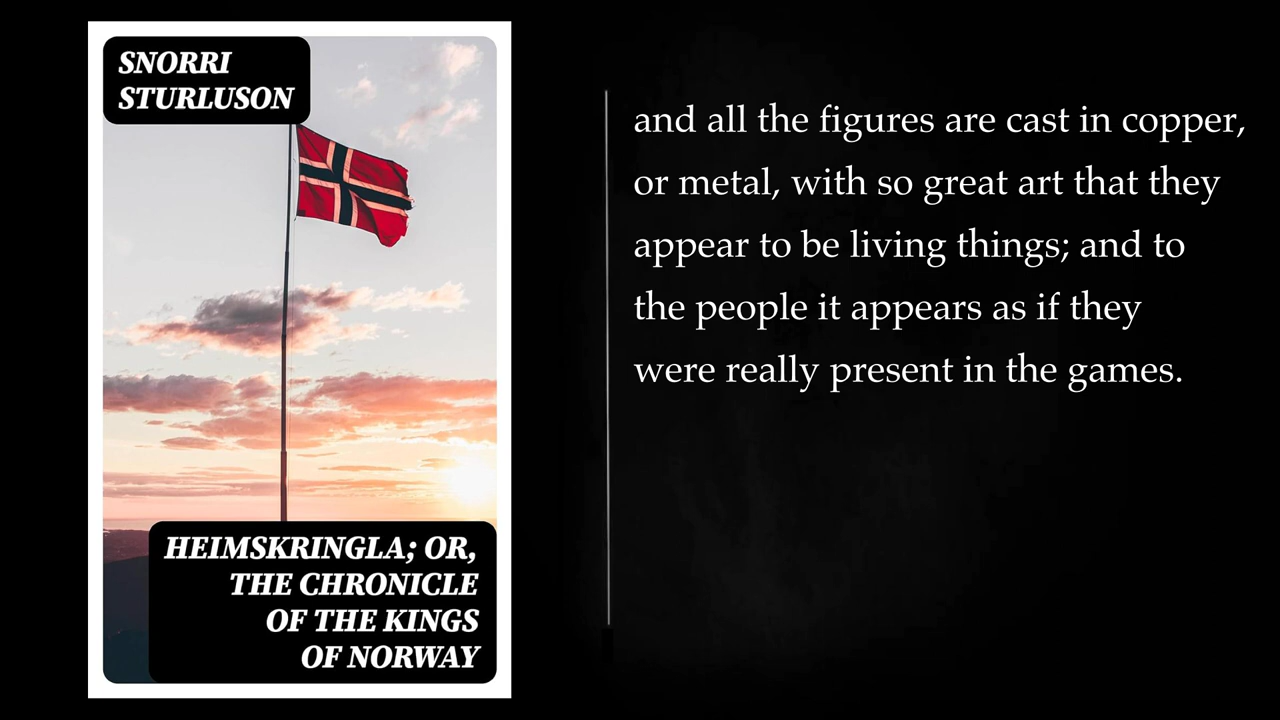 SNORRI
STURLUSON
HEIMSKRINGLA; OR,
THE CHRONICLE
OF THE KINGS
OF NORWAY
and all the figures are cast in copper,
or metal, with so great art that they
appear to be living things; and to
the people it appears as if they
were really present in the games.